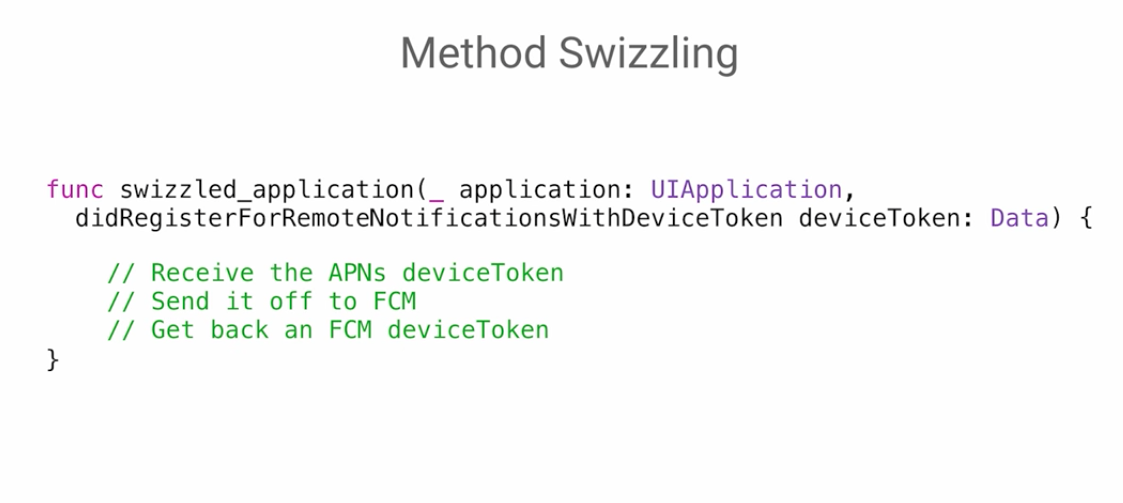 Method Swizzling
func swizzled_application(_ application: UIApplication,
didRegisterForRemoteNotificationsWithDeviceToken deviceToken: Data) {
// Receive the APNs deviceToken
// Send it off to FCM
// Get back an FCM deviceToken
}